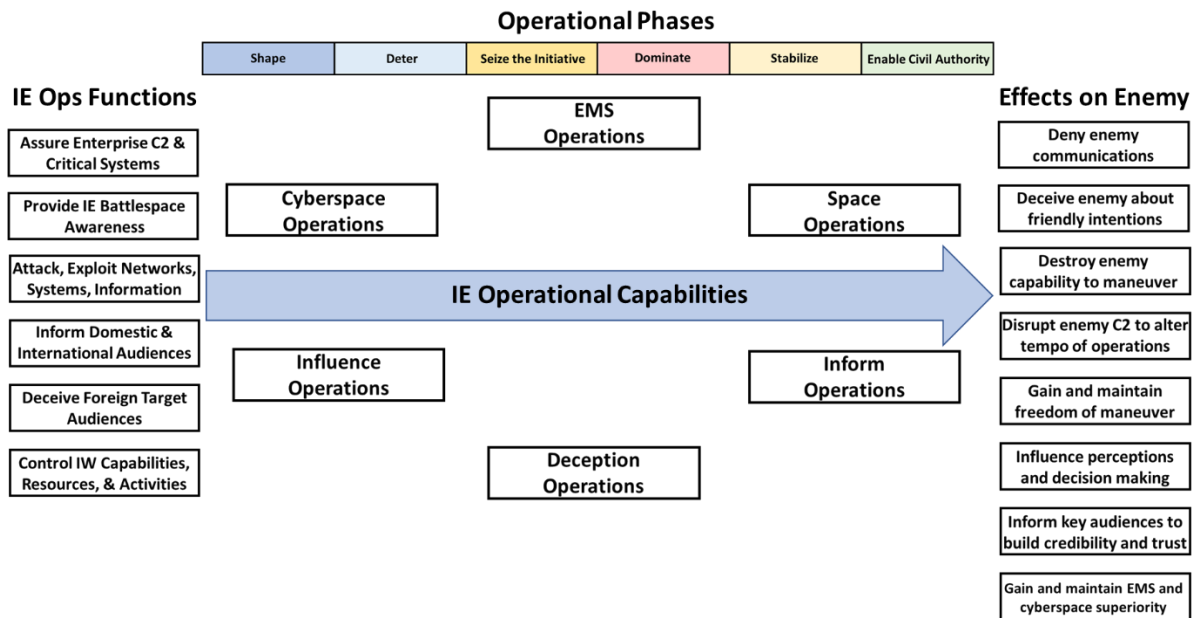 Operational Phases
Shape
Deter
Seize the Initiative
Dominate
Stabilize
Enable Civil Authority
IE Ops Functions
Assure Enterprise C2 &
Critical Systems
Provide IE Battlespace
Awareness
Attack, Exploit Networks,
Systems, Information
Inform Domestic &
International Audiences
Deceive Foreign Target
Audiences
Control IW Capabilities,
Resources, & Activities
EMS
Operations
Cyberspace
Operations
Space
Operations
IE Operational Capabilities
Influence
Operations
Inform
Operations
Deception
Operations
Effects on Enemy
Deny enemy
communications
Deceive enemy about
friendly intentions
Destroy enemy
capability to maneuver
Disrupt enemy C2 to alter
tempo of operations
Gain and maintain
freedom of maneuver
Influence perceptions
and decision making
Inform key audiences to
build credibility and trust
Gain and maintain EMS and
cyberspace superiority